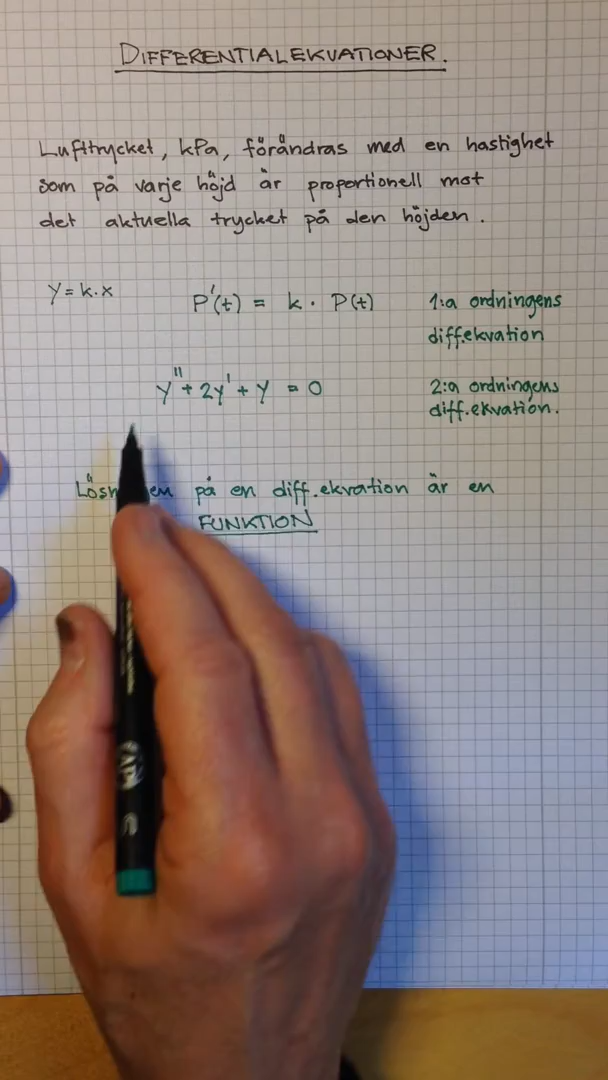 DIFFERENTIALEKVATIONER.
Lufttrycket, kPa, förändras med en hastighet
som på varje höjd är proportionell mot
det aktuella trycket på den höjden.
y = k·x
P'(t) = k · P(t)
1:a ordningens
diff.ekvation
y'' + 2y' + y = 0
2:a ordningens
diff.ekvation.
på en diff.ekvation är en
FUNKTION